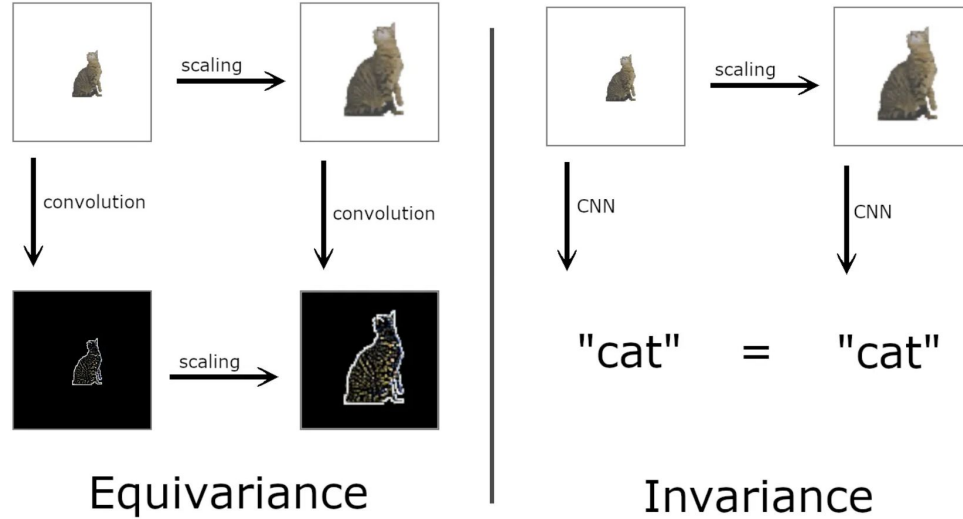 scaling
convolution
convolution
scaling
Equivariance
scaling
CNN
CNN
"cat" = "cat"
Invariance